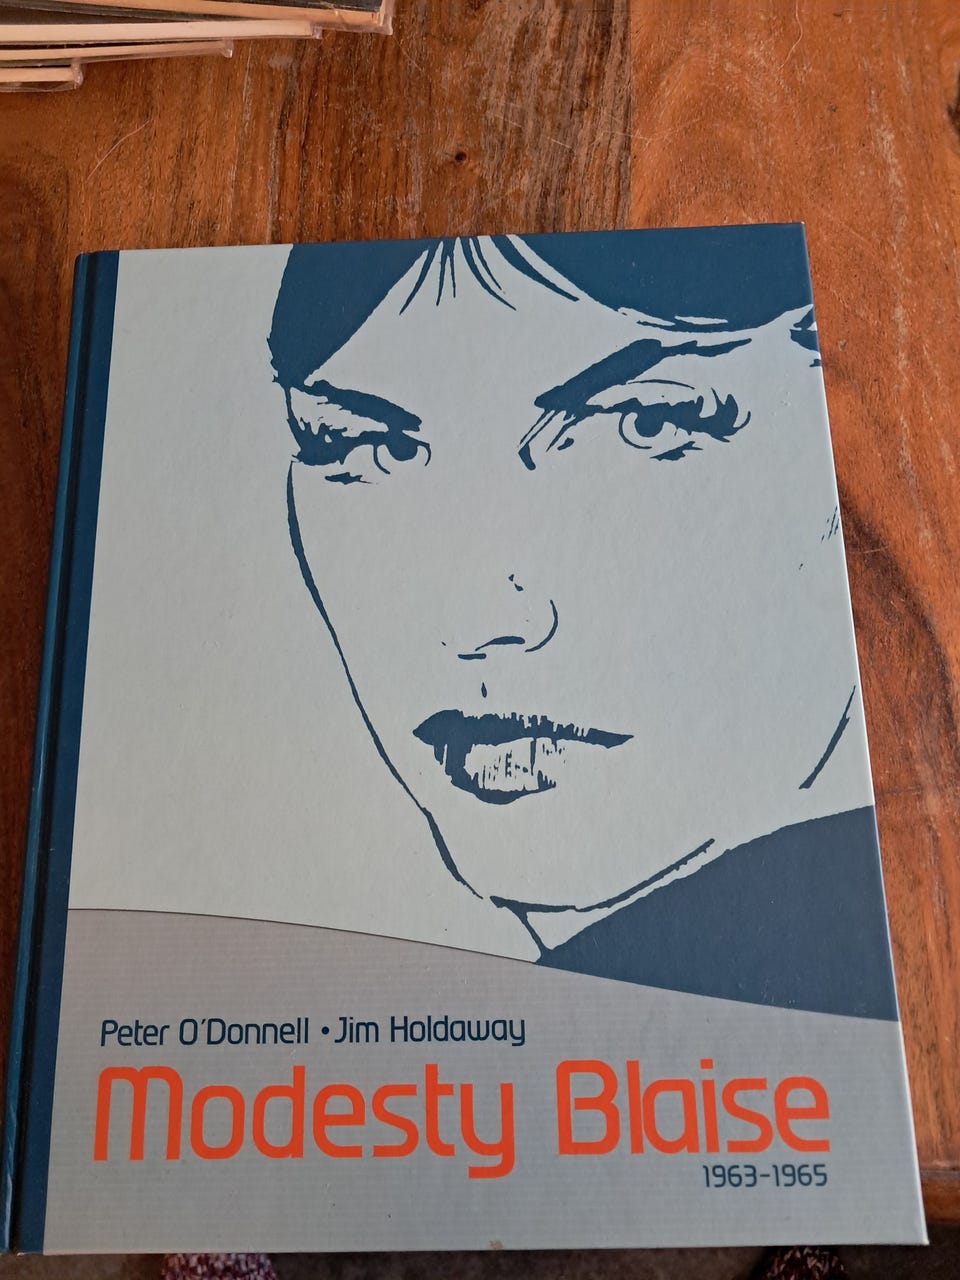 Peter O'Donnell • Jim Holdaway
Modesty Blaise
1963-1965